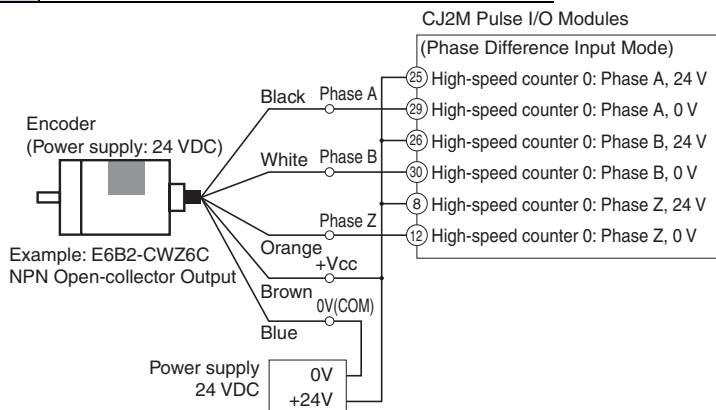 CJ2M Pulse I/O Modules
(Phase Difference Input Mode)
25 High-speed counter 0: Phase A, 24 V
Black Phase A
29 High-speed counter 0: Phase A, 0 V
Encoder
(Power supply: 24 VDC)
26 High-speed counter 0: Phase B, 24 V
White Phase B
30 High-speed counter 0: Phase B, 0 V
8 High-speed counter 0: Phase Z, 24 V
Phase Z
12 High-speed counter 0: Phase Z, 0 V
Orange
Example: E6B2-CWZ6C
NPN Open-collector Output
+Vcc
Brown
0V(COM)
Blue
Power supply
24 VDC
0V
+24V